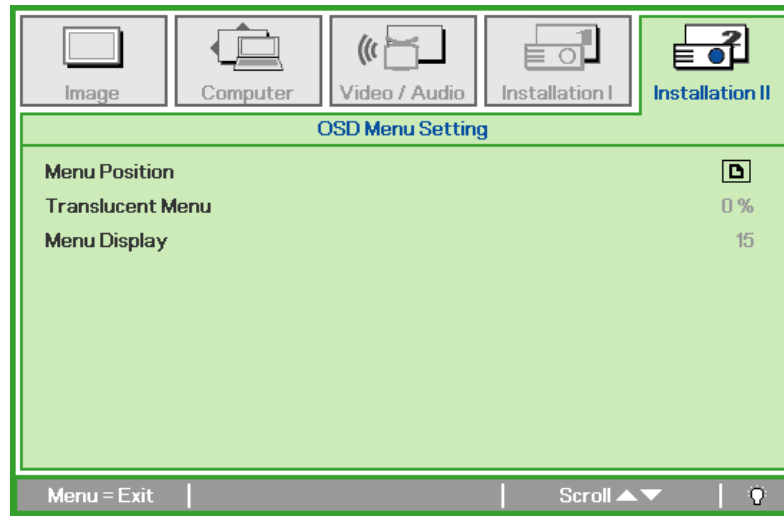 Image
Computer
Video / Audio
Installation I
Installation II
OSD Menu Setting
Menu Position
Translucent Menu
0 %
Menu Display
15
Menu = Exit
Scroll ▲▼